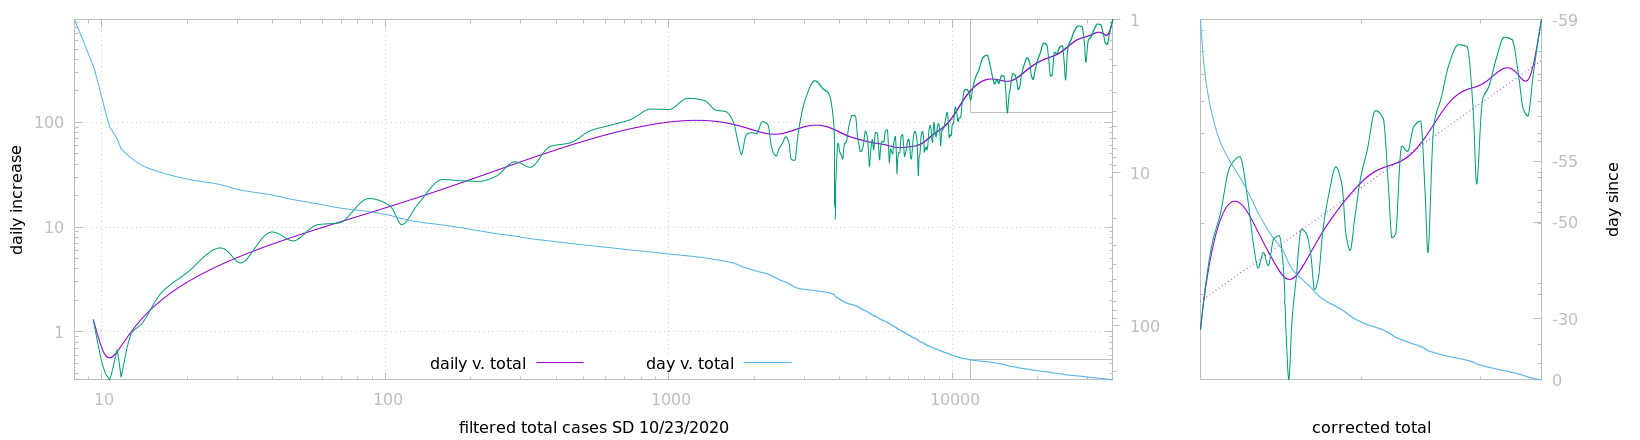 daily increase
100
10
1
10
100
1000
10000
1
10
100
daily v. total
day v. total
filtered total cases SD 10/23/2020
-59
-55
-50
-30
0
day since
corrected total